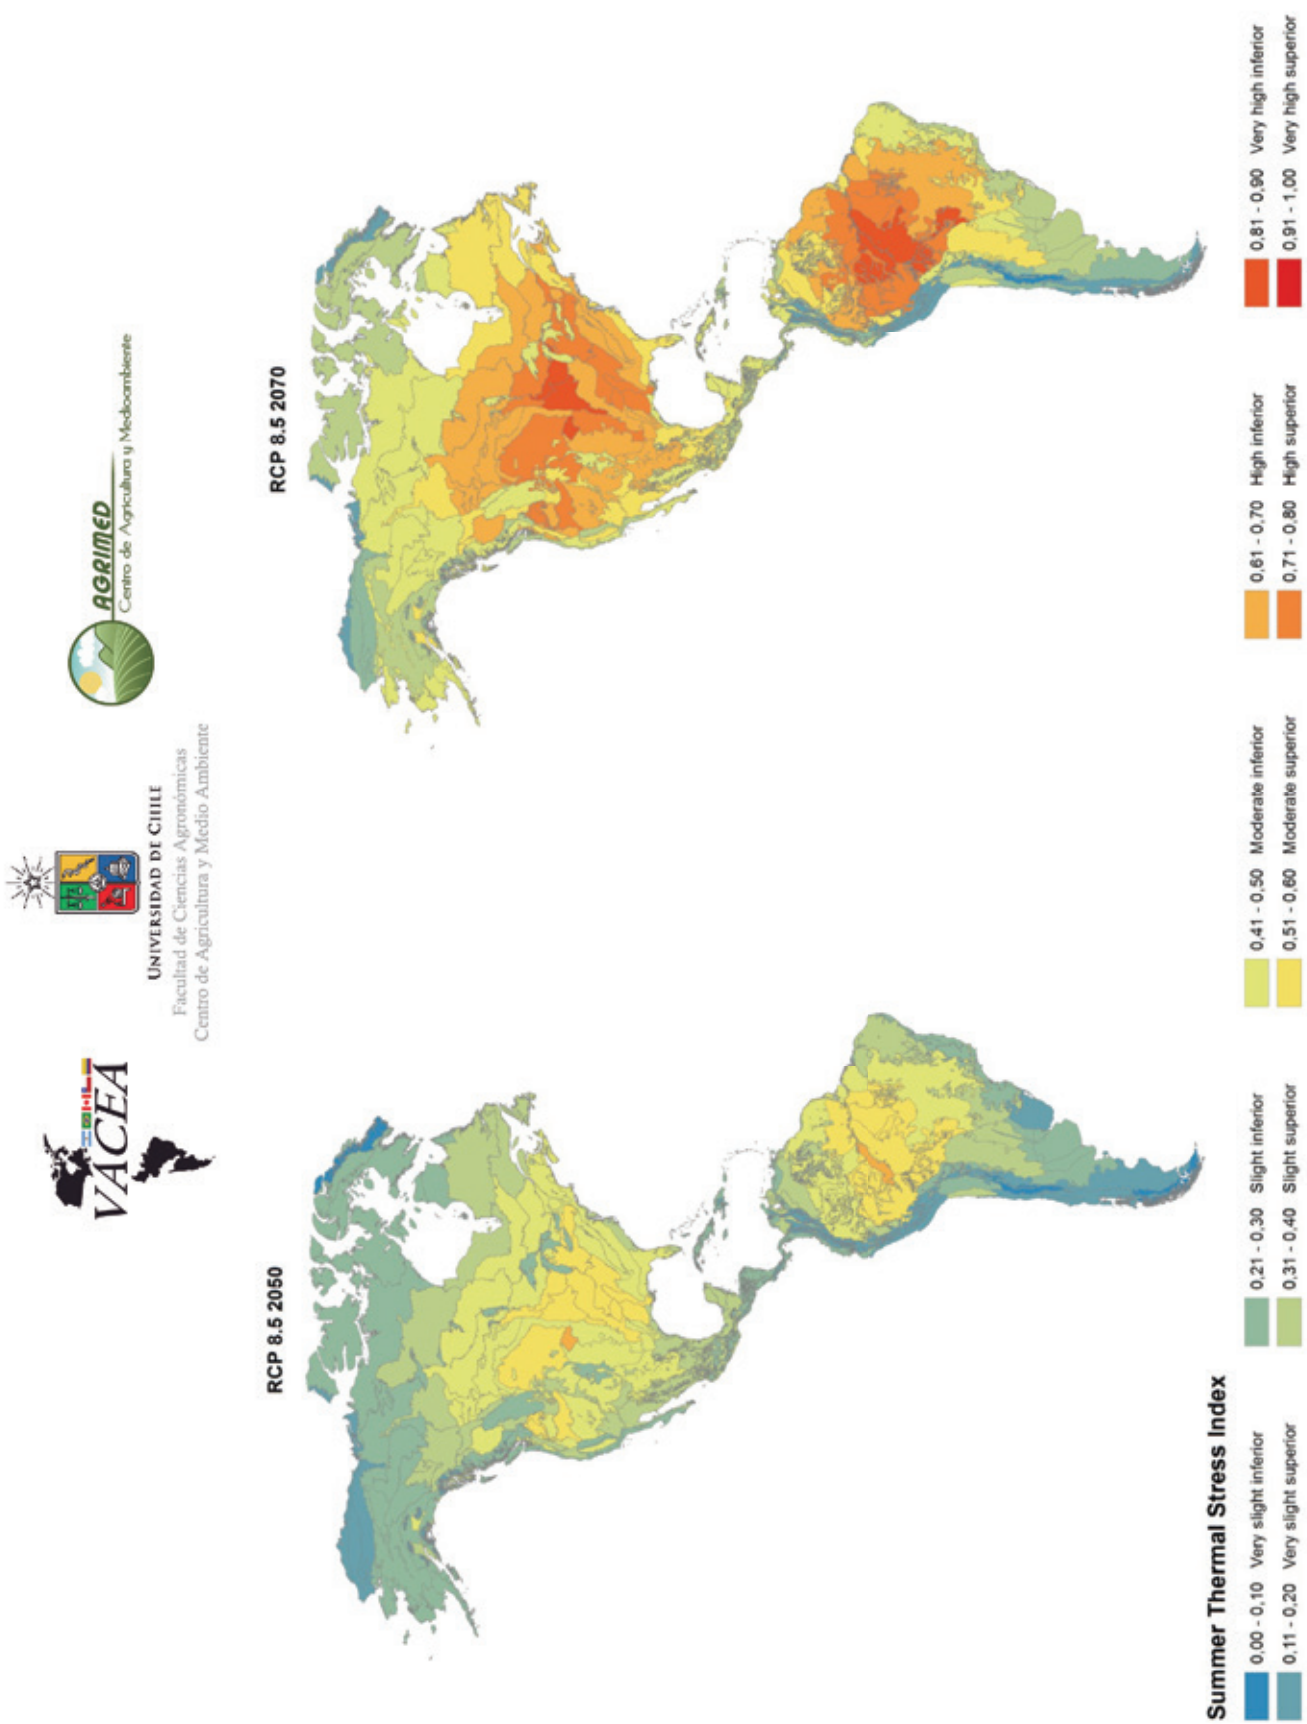 VACEA
UNIVERSIDAD DE CHILE
Facultad de Ciencias Agronómicas
Centro de Agricultura y Medio Ambiente
AGRIMED
Centro de Agricultura y Medioambiente
RCP 8.5 2050
RCP 8.5 2070
Summer Thermal Stress Index
0,00 - 0,10 Very slight inferior
0,11 - 0,20 Very slight superior
0,21 - 0,30 Slight inferior
0,31 - 0,40 Slight superior
0,41 - 0,50 Moderate inferior
0,51 - 0,60 Moderate superior
0,61 - 0,70 High inferior
0,71 - 0,80 High superior
0,81 - 0,90 Very high inferior
0,91 - 1,00 Very high superior